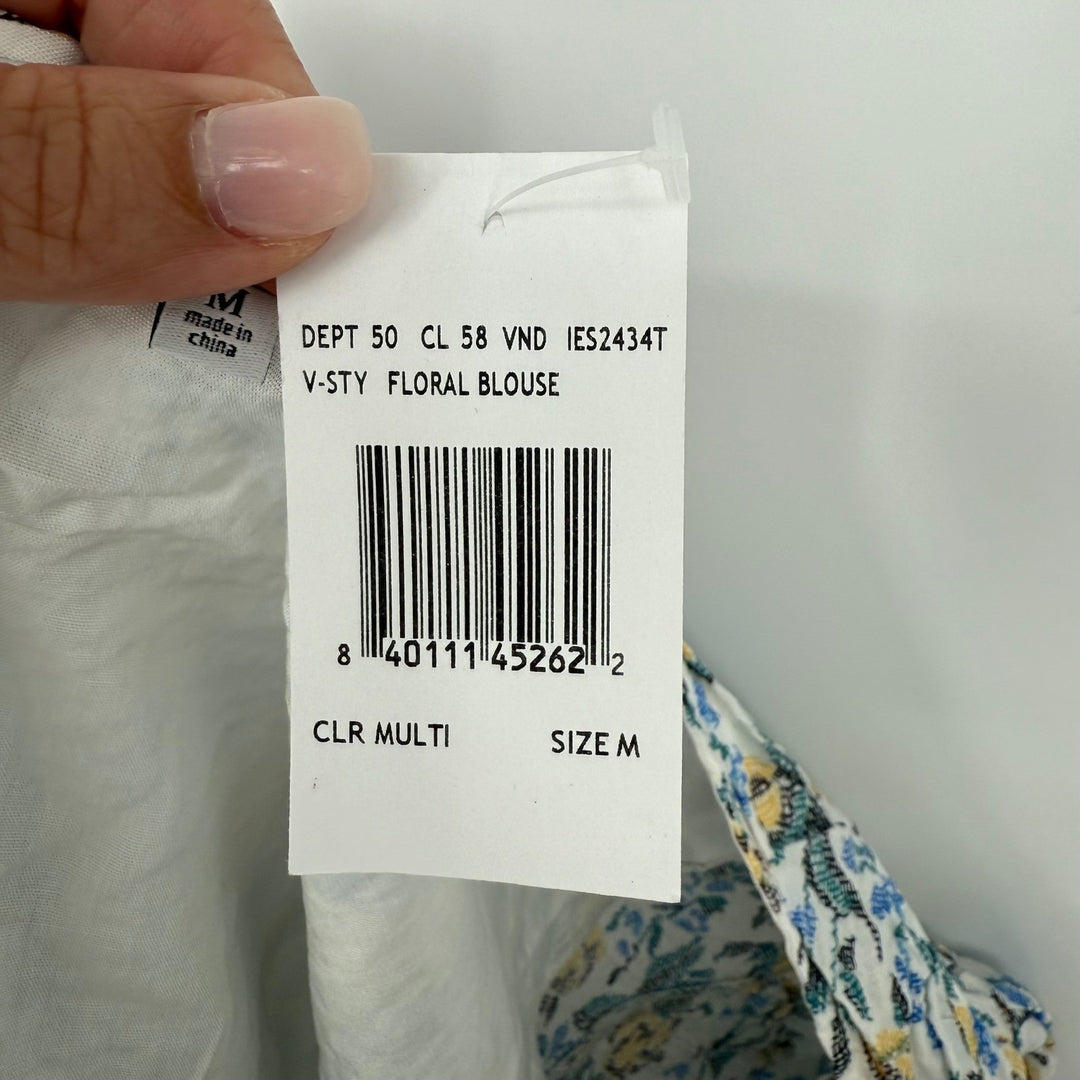 M
made in
china
DEPT 50 CL 58 VND IES2434T
V-STY FLORAL BLOUSE
8 40111 45262 2
CLR MULTI SIZE M